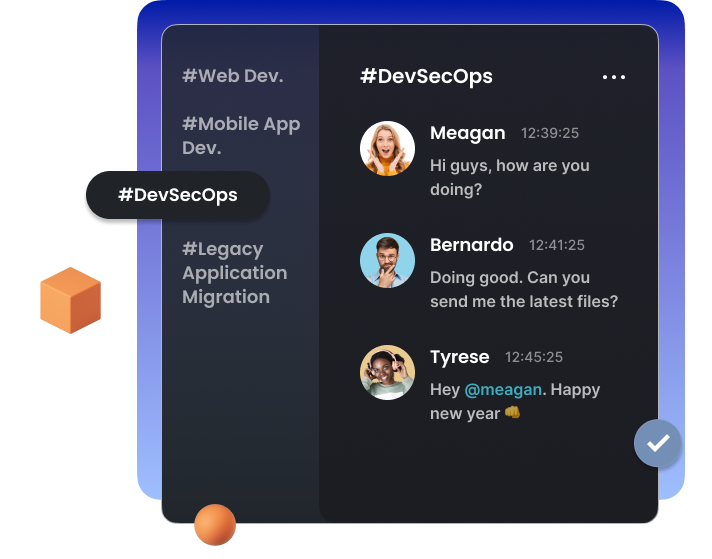 #Web Dev.
#Mobile App
Dev.
#DevSecOps
#Legacy
Application
Migration
#DevSecOps
Meagan 12:39:25
Hi guys, how are you
doing?
Bernardo 12:41:25
Doing good. Can you
send me the latest files?
Tyrese 12:45:25
Hey @meagan. Happy
new year 👊